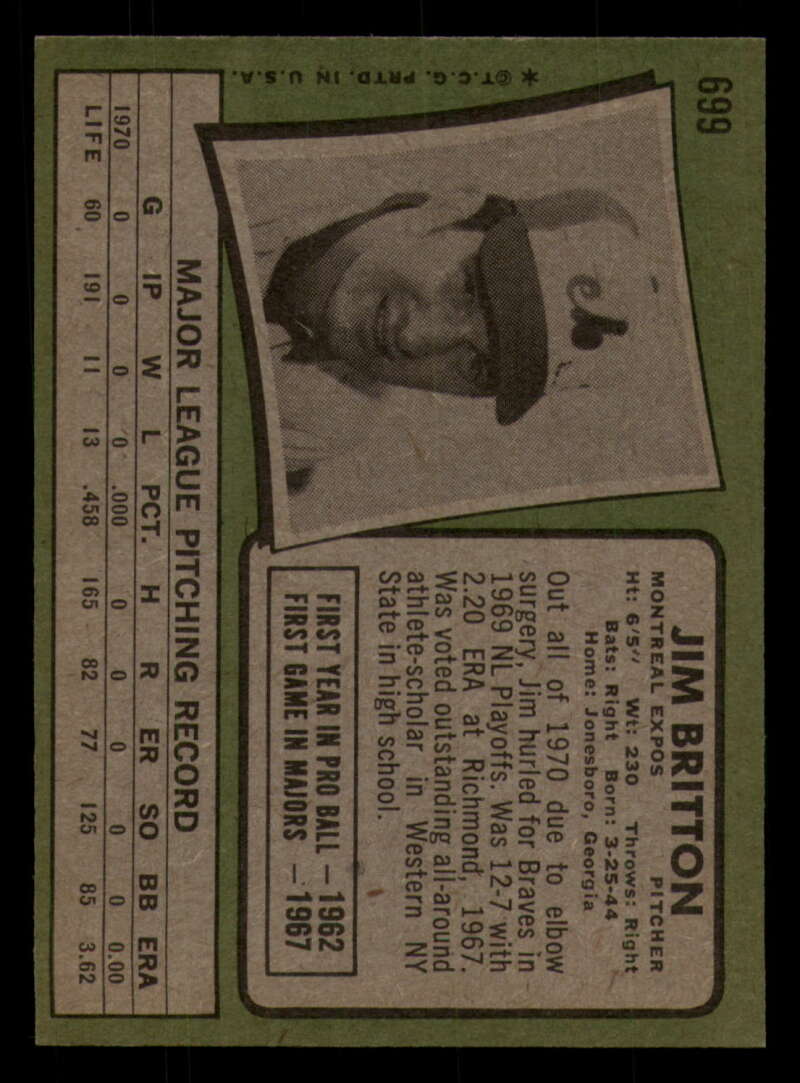 699
JIM BRITTON
MONTREAL EXPOS PITCHER
Ht: 6'5" Wt: 230 Throws: Right
Bats: Right Born: 3-25-44
Home: Jonesboro, Georgia
Out all of 1970 due to elbow
surgery, Jim hurled for Braves in
1969 NL Playoffs. Was 12-7 with
2.20 ERA at Richmond, 1967.
Was voted outstanding all-around
athlete-scholar in Western NY
State in high school.
FIRST YEAR IN PRO BALL — 1962
FIRST GAME IN MAJORS — 1967
MAJOR LEAGUE PITCHING RECORD
G IP W L PCT. H R ER SO BB ERA
1970 0 0 0 0 .000 0 0 0 0 0 0.00
LIFE 60 191 11 13 .458 165 82 77 125 85 3.62
* ©T.C.G. PRTD. IN U.S.A.